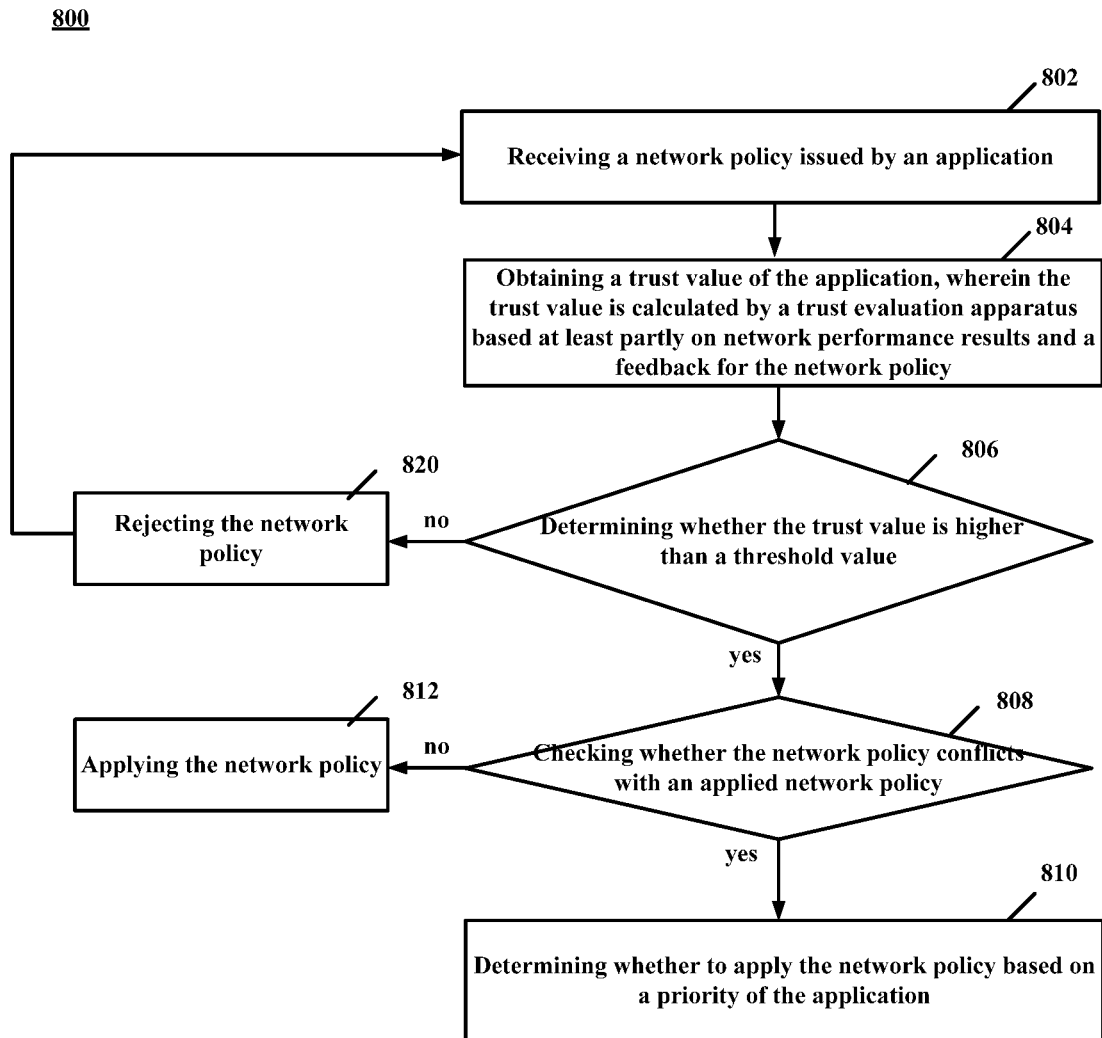 800
802
Receiving a network policy issued by an application
804
Obtaining a trust value of the application, wherein the
trust value is calculated by a trust evaluation apparatus
based at least partly on network performance results and a
feedback for the network policy
806
Determining whether the trust value is higher
than a threshold value
820
no
Rejecting the network
policy
yes
808
Checking whether the network policy conflicts
with an applied network policy
812
no
Applying the network policy
yes
810
Determining whether to apply the network policy based on
a priority of the application